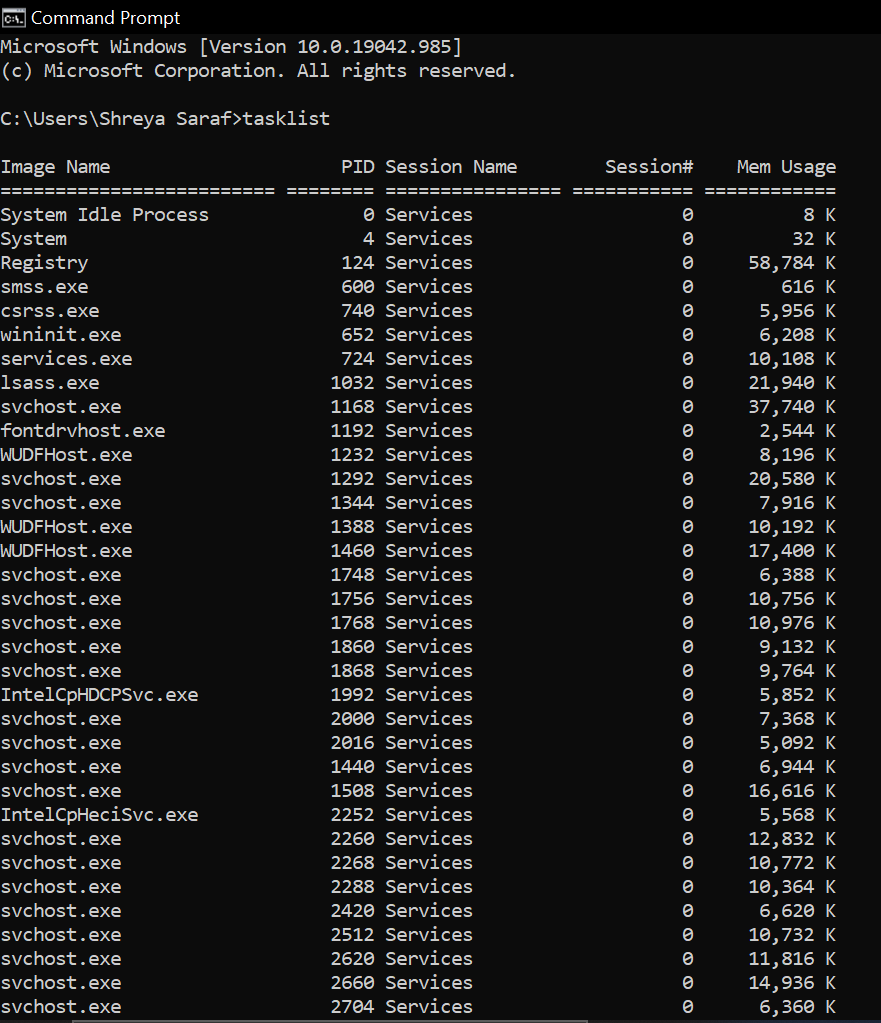 Command Prompt
Microsoft Windows [Version 10.0.19042.985]
(c) Microsoft Corporation. All rights reserved.
C:\Users\Shreya Saraf>tasklist
Image Name                     PID Session Name        Session#    Mem Usage
========================= ======== ================ =========== ============
System Idle Process              0 Services                   0          8 K
System                           4 Services                   0         32 K
Registry                       124 Services                   0     58,784 K
smss.exe                       600 Services                   0        616 K
csrss.exe                      740 Services                   0      5,956 K
wininit.exe                    652 Services                   0      6,208 K
services.exe                   724 Services                   0     10,108 K
lsass.exe                     1032 Services                   0     21,940 K
svchost.exe                   1168 Services                   0     37,740 K
fontdrvhost.exe               1192 Services                   0      2,544 K
WUDFHost.exe                  1232 Services                   0      8,196 K
svchost.exe                   1292 Services                   0     20,580 K
svchost.exe                   1344 Services                   0      7,916 K
WUDFHost.exe                  1388 Services                   0     10,192 K
WUDFHost.exe                  1460 Services                   0     17,400 K
svchost.exe                   1748 Services                   0      6,388 K
svchost.exe                   1756 Services                   0     10,756 K
svchost.exe                   1768 Services                   0     10,976 K
svchost.exe                   1860 Services                   0      9,132 K
svchost.exe                   1868 Services                   0      9,764 K
IntelCpHDCPSvc.exe            1992 Services                   0      5,852 K
svchost.exe                   2000 Services                   0      7,368 K
svchost.exe                   2016 Services                   0      5,092 K
svchost.exe                   1440 Services                   0      6,944 K
svchost.exe                   1508 Services                   0     16,616 K
IntelCpHeciSvc.exe            2252 Services                   0      5,568 K
svchost.exe                   2260 Services                   0     12,832 K
svchost.exe                   2268 Services                   0     10,772 K
svchost.exe                   2288 Services                   0     10,364 K
svchost.exe                   2420 Services                   0      6,620 K
svchost.exe                   2512 Services                   0     10,732 K
svchost.exe                   2620 Services                   0     11,816 K
svchost.exe                   2660 Services                   0     14,936 K
svchost.exe                   2704 Services                   0      6,360 K